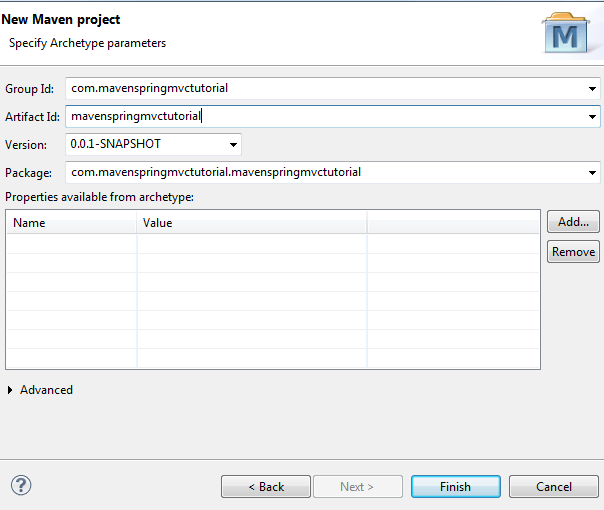 New Maven project
Specify Archetype parameters
M
Group Id: com.mavenspringmvctutorial
Artifact Id: mavenspringmvctutorial
Version: 0.0.1-SNAPSHOT
Package: com.mavenspringmvctutorial.mavenspringmvctutorial
Properties available from archetype:
Name Value Add...
Remove
Advanced
? < Back Next > Finish Cancel